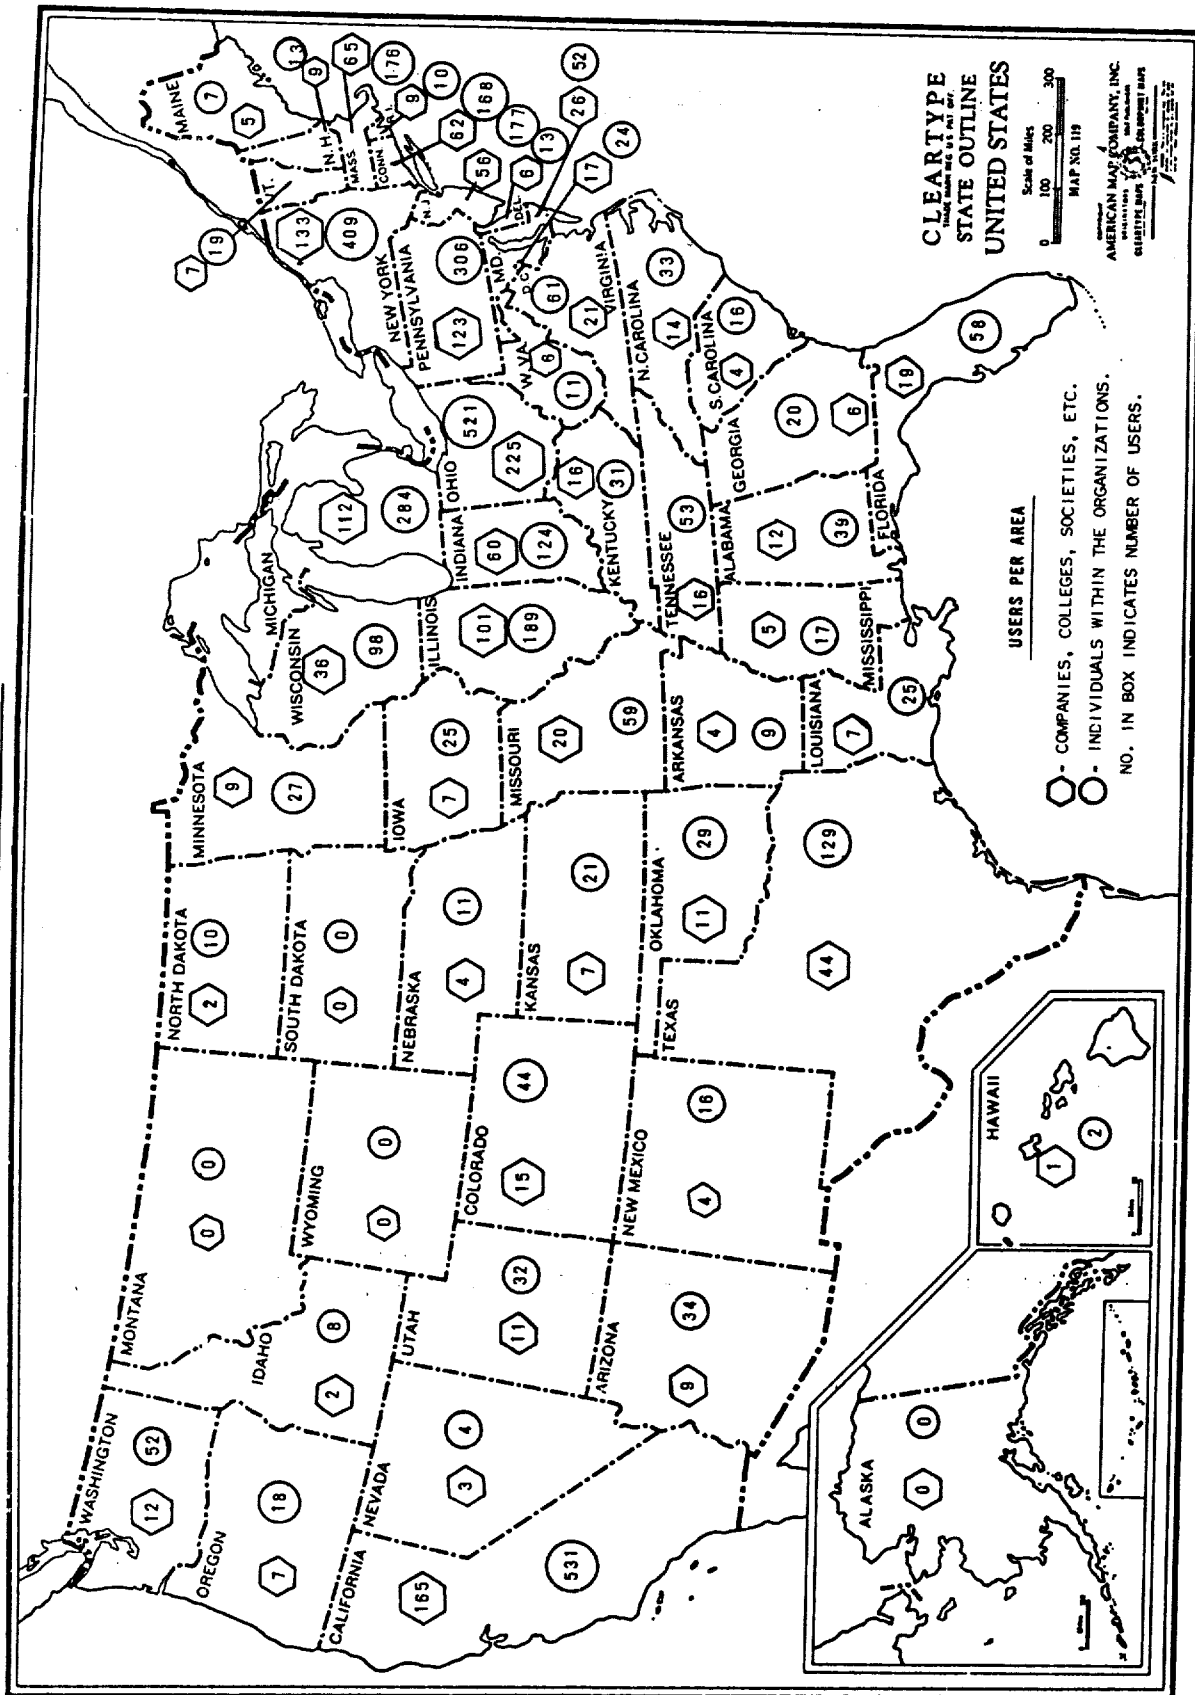 WASHINGTON
12
52
OREGON
7
18
CALIFORNIA
165
531
NEVADA
3
4
IDAHO
2
8
MONTANA
0
0
WYOMING
0
0
UTAH
11
32
ARIZONA
9
34
COLORADO
15
44
NEW MEXICO
4
16
NORTH DAKOTA
2
10
SOUTH DAKOTA
0
0
NEBRASKA
4
11
KANSAS
7
21
OKLAHOMA
11
29
TEXAS
44
129
MINNESOTA
9
27
IOWA
7
25
MISSOURI
20
59
ARKANSAS
4
9
LOUISIANA
7
25
WISCONSIN
36
98
ILLINOIS
101
189
MICHIGAN
112
284
INDIANA
60
124
OHIO
225
521
KENTUCKY
16
31
TENNESSEE
16
53
MISSISSIPPI
5
17
ALABAMA
12
39
GEORGIA
20
6
FLORIDA
19
58
S. CAROLINA
4
16
N. CAROLINA
14
33
VIRGINIA
21
61
W. VA.
6
11
MD.
D.C.
DEL.
N.J.
PENNSYLVANIA
123
306
NEW YORK
133
409
VT.
7
19
N.H.
MASS.
CONN.
R.I.
MAINE
7
5
13
9
65
176
10
9
62
168
56
177
6
13
26
52
17
24
ALASKA
0
0
HAWAII
1
2
USERS PER AREA
- COMPANIES, COLLEGES, SOCIETIES, ETC.
- INDIVIDUALS WITHIN THE ORGANIZATIONS.
NO. IN BOX INDICATES NUMBER OF USERS.
CLEARTYPE
STATE OUTLINE
UNITED STATES
Scale of Miles
0 100 200 300
MAP NO. 119
AMERICAN MAP COMPANY, INC.
CLEARTYPE MAPS